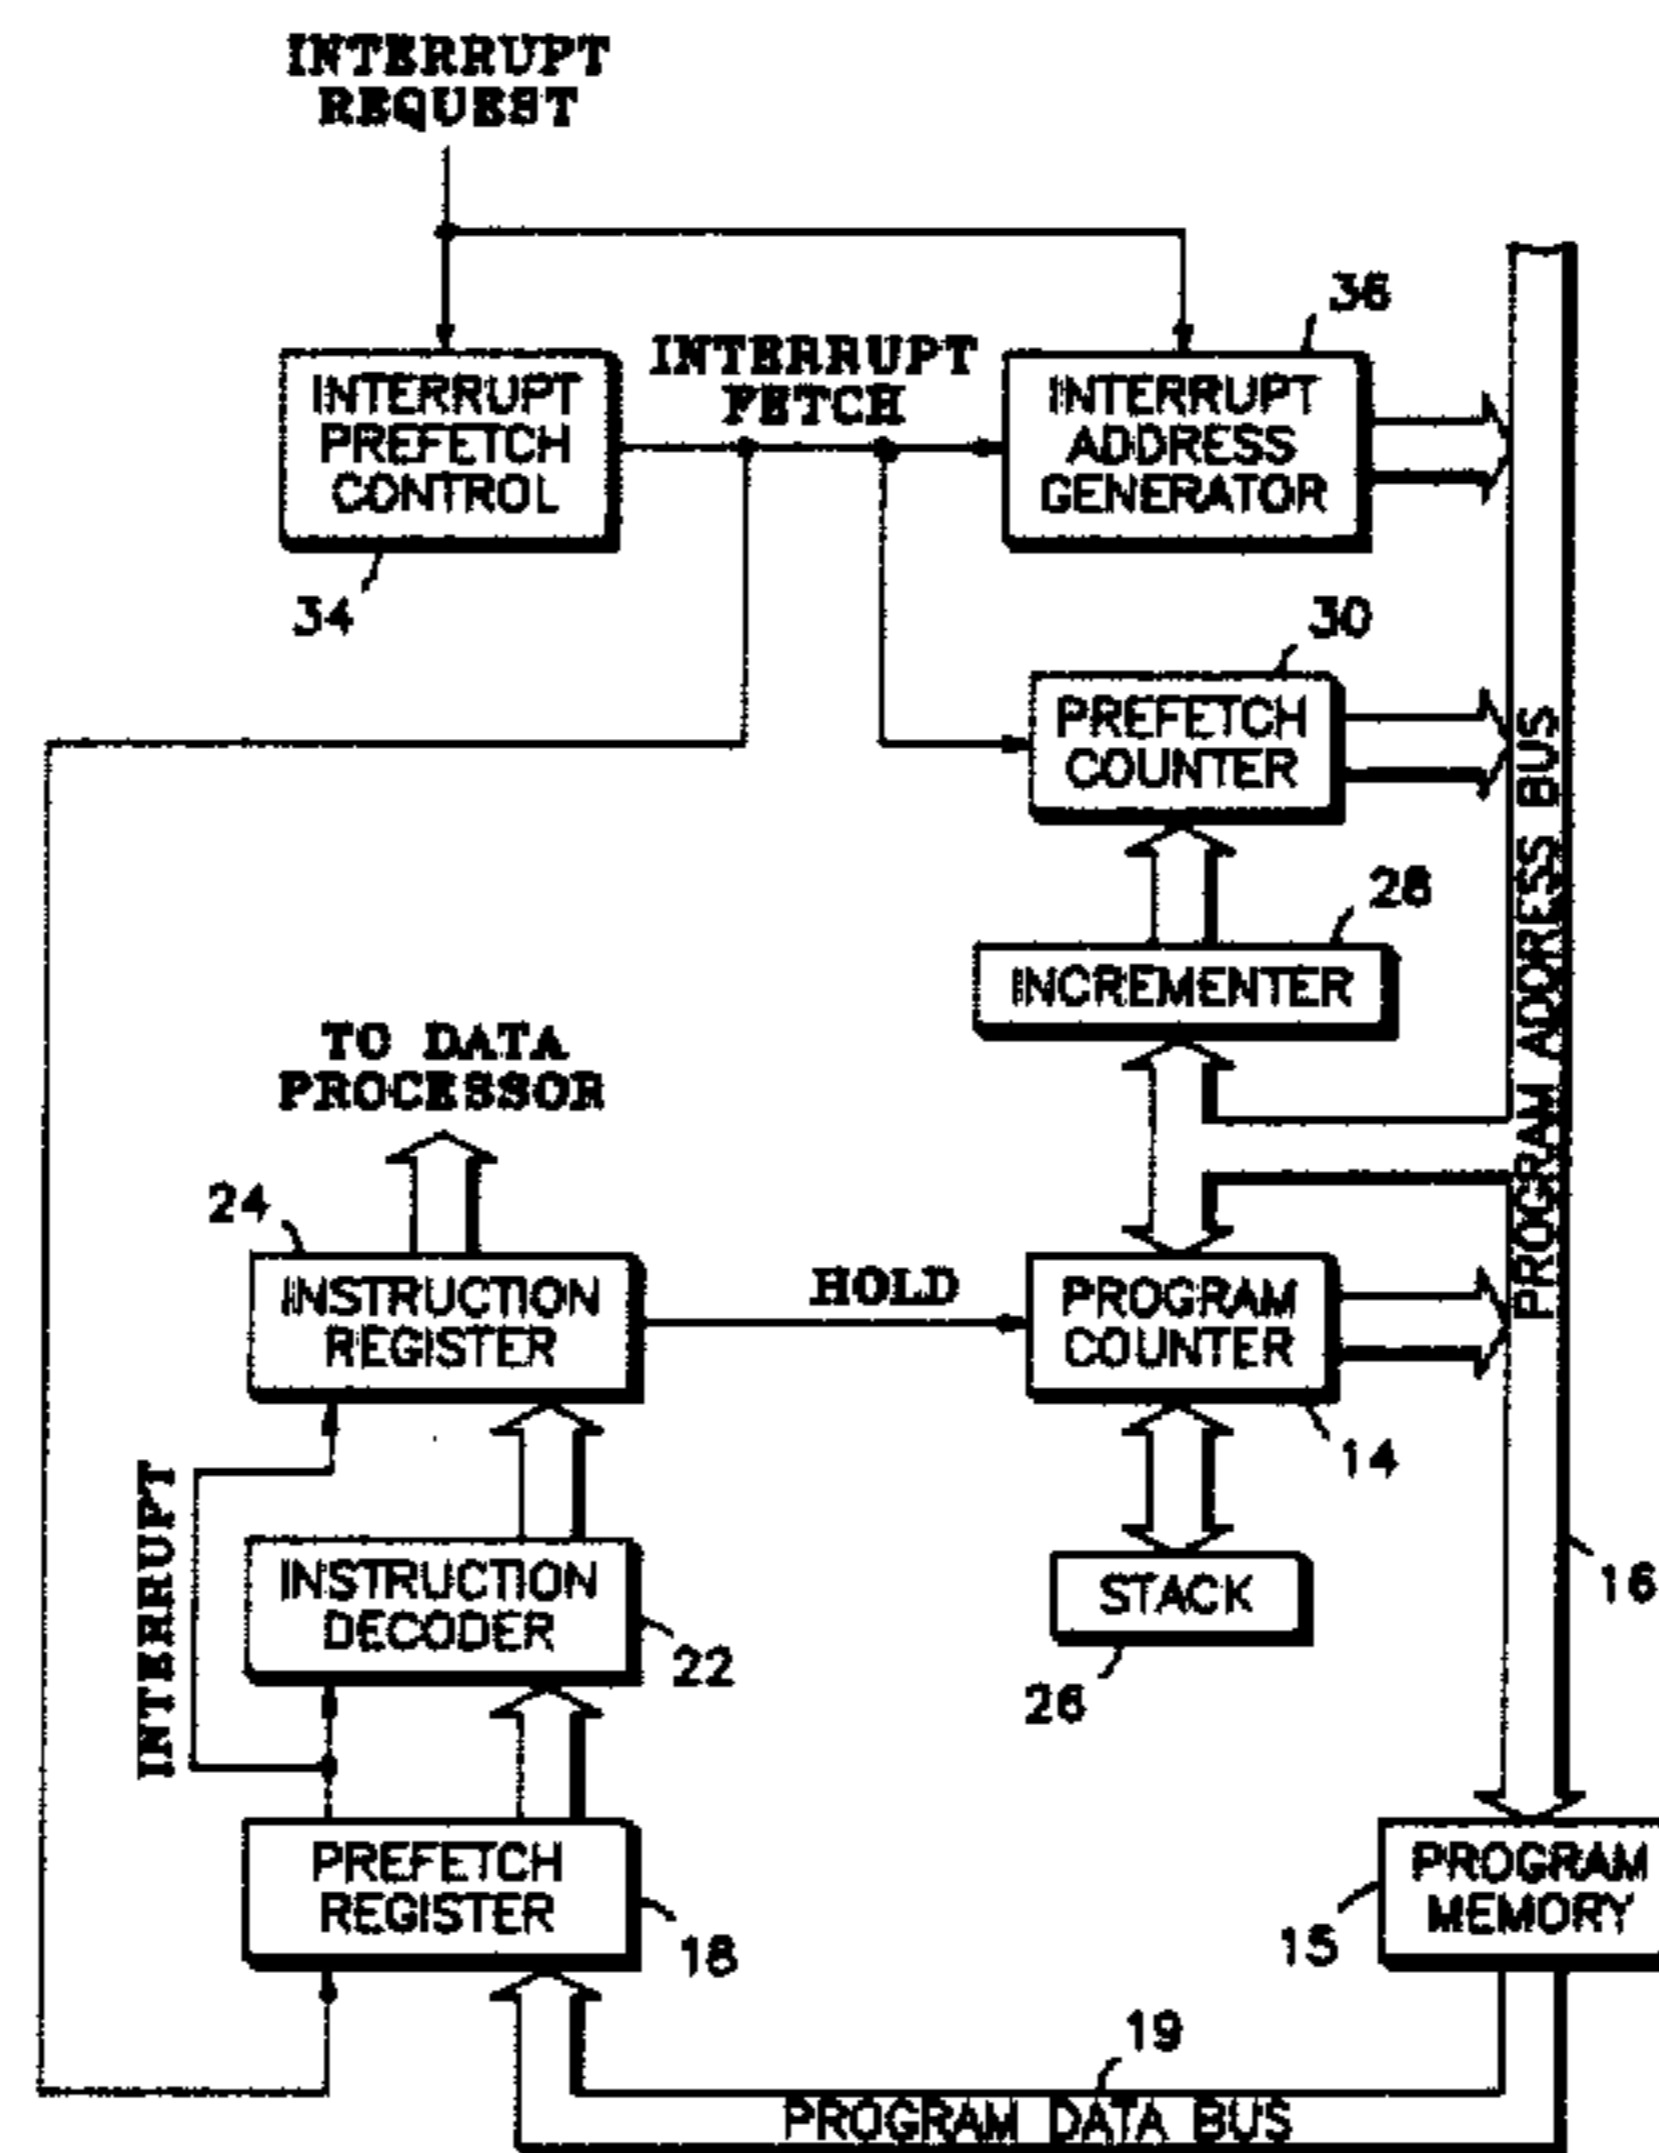 INTERRUPT
REQUEST
36
INTERRUPT
PREFETCH
CONTROL
INTERRUPT
FETCH
INTERRUPT
ADDRESS
GENERATOR
34
30
PREFETCH
COUNTER
PROGRAM ADDRESS BUS
28
INCREMENTER
TO DATA
PROCESSOR
24
INSTRUCTION
REGISTER
HOLD
PROGRAM
COUNTER
14
INTERRUPT
INSTRUCTION
DECODER
22
STACK
26
16
PREFETCH
REGISTER
18
PROGRAM
MEMORY
15
19
PROGRAM DATA BUS